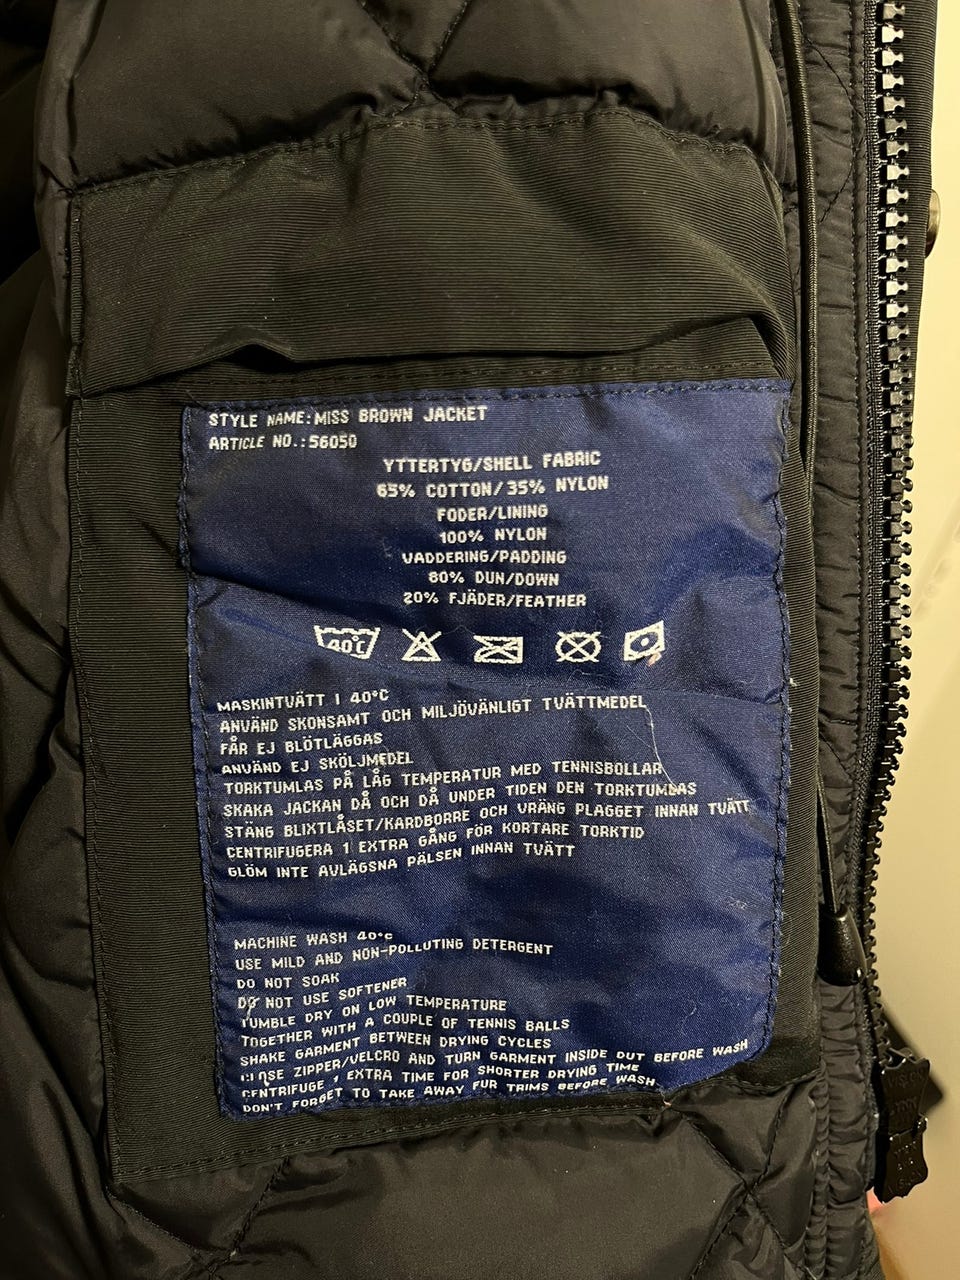 STYLE NAME:MISS BROWN JACKET
ARTICLE NO.:56050
YTTERTYG/SHELL FABRIC
65% COTTON/35% NYLON
FODER/LINING
100% NYLON
VADDERING/PADDING
80% DUN/DOWN
20% FJÄDER/FEATHER
40°C
MASKINTVÄTT I 40°C
ANVÄND SKONSAMT OCH MILJÖVÄNLIGT TVÄTTMEDEL
FÅR EJ BLÖTLÄGGAS
ANVÄND EJ SKÖLJMEDEL
TORKTUMLAS PÅ LÅG TEMPERATUR MED TENNISBOLLAR
SKAKA JACKAN DÅ OCH DÅ UNDER TIDEN DEN TORKTUMLAS
STÄNG BLIXTLÅSET/KARDBORRE OCH VRÄNG PLAGGET INNAN TVÄTT
CENTRIFUGERA 1 EXTRA GÅNG FÖR KORTARE TORKTID
GLÖM INTE AVLÄGSNA PÄLSEN INNAN TVÄTT
MACHINE WASH 40°C
USE MILD AND NON-POLLUTING DETERGENT
DO NOT SOAK
DO NOT USE SOFTENER
TUMBLE DRY ON LOW TEMPERATURE
TOGETHER WITH A COUPLE OF TENNIS BALLS
SHAKE GARMENT BETWEEN DRYING CYCLES
CLOSE ZIPPER/VELCRO AND TURN GARMENT INSIDE OUT BEFORE WASH
CENTRIFUGE 1 EXTRA TIME FOR SHORTER DRYING TIME
DON'T FORGET TO TAKE AWAY FUR TRIMS BEFORE WASH